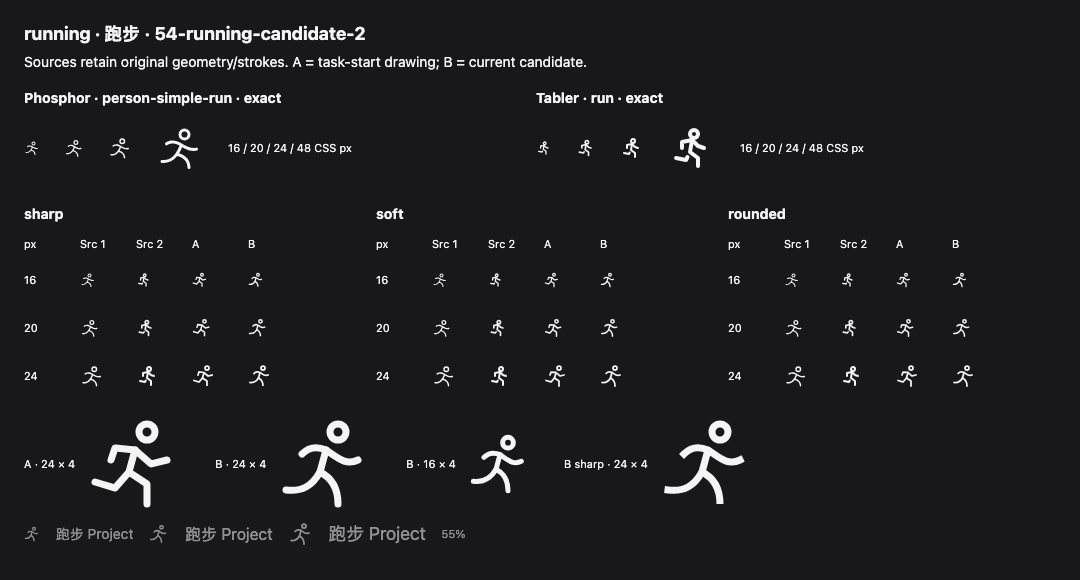 running · 跑步 · 54-running-candidate-2
Sources retain original geometry/strokes. A = task-start drawing; B = current candidate.
Phosphor · person-simple-run · exact
Tabler · run · exact
16 / 20 / 24 / 48 CSS px
16 / 20 / 24 / 48 CSS px
sharp
soft
rounded
px Src 1 Src 2 A B
px Src 1 Src 2 A B
px Src 1 Src 2 A B
16
16
16
20
20
20
24
24
24
A · 24 × 4
B · 24 × 4
B · 16 × 4
B sharp · 24 × 4
跑步 Project
跑步 Project
跑步 Project
55%